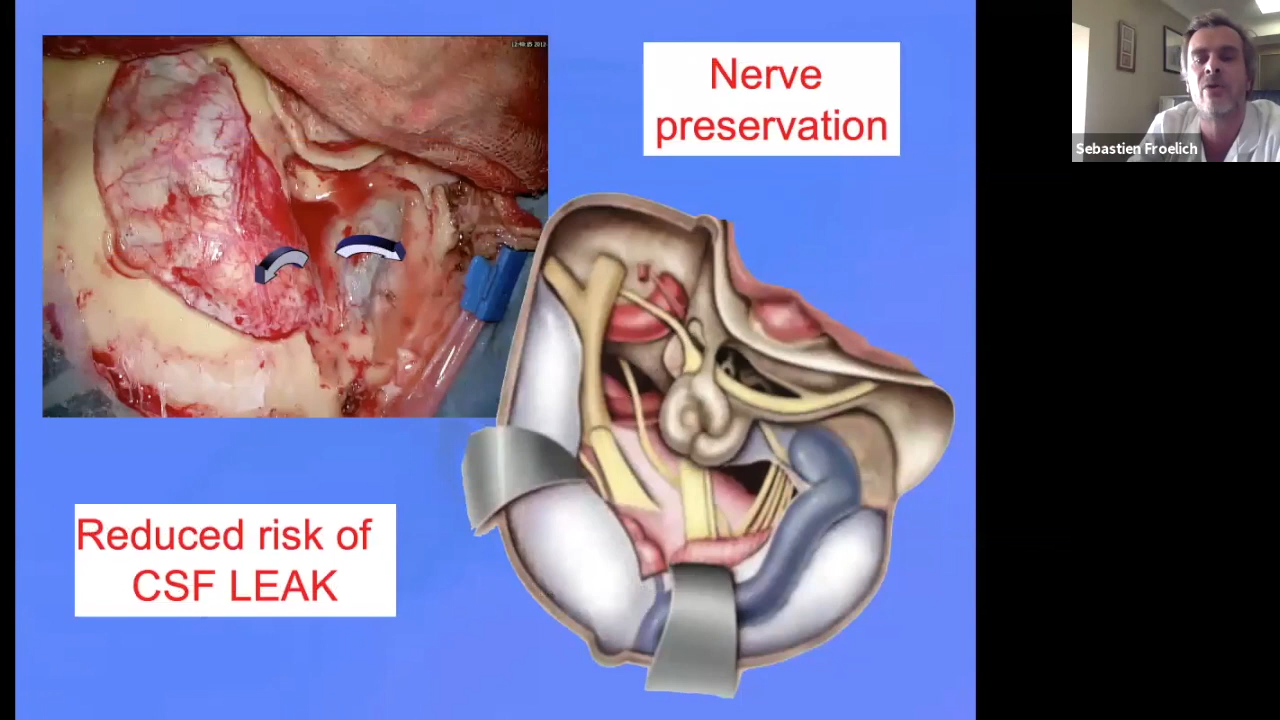 Nerve
preservation
Sebastien Froelich
Reduced risk of
CSF LEAK